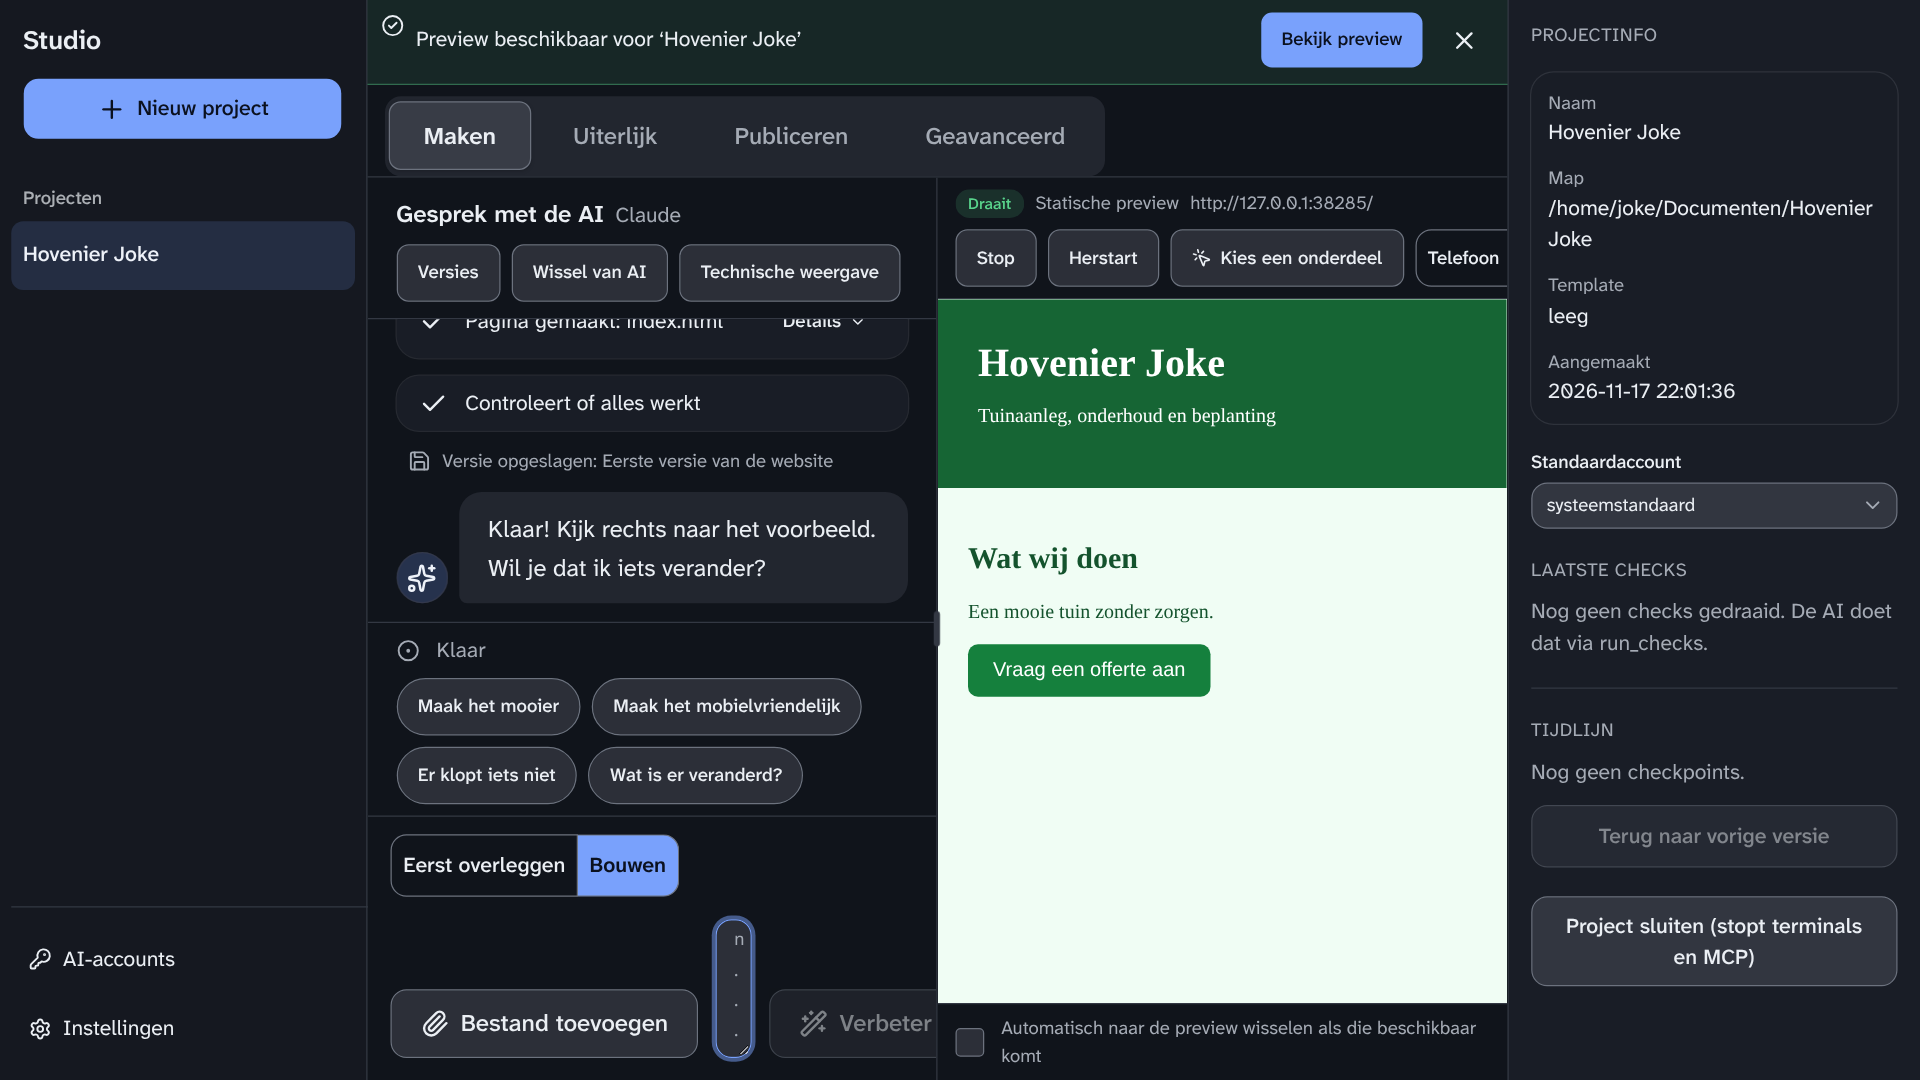 Studio
Nieuw project
Projecten
Hovenier Joke
AI-accounts
Instellingen
Preview beschikbaar voor ‘Hovenier Joke’
Bekijk preview
Maken
Uiterlijk
Publiceren
Geavanceerd
Gesprek met de AI Claude
Versies
Wissel van AI
Technische weergave
Pagina gemaakt: index.html
Details
Controleert of alles werkt
Versie opgeslagen: Eerste versie van de website
Klaar! Kijk rechts naar het voorbeeld.
Wil je dat ik iets verander?
Klaar
Maak het mooier
Maak het mobielvriendelijk
Er klopt iets niet
Wat is er veranderd?
Eerst overleggen
Bouwen
Bestand toevoegen
n
.
.
.
Verbeter
Draait
Statische preview http://127.0.0.1:38285/
Stop
Herstart
Kies een onderdeel
Telefoon
Hovenier Joke
Tuinaanleg, onderhoud en beplanting
Wat wij doen
Een mooie tuin zonder zorgen.
Vraag een offerte aan
Automatisch naar de preview wisselen als die beschikbaar
komt
PROJECTINFO
Naam
Hovenier Joke
Map
/home/joke/Documenten/Hovenier
Joke
Template
leeg
Aangemaakt
2026-11-17 22:01:36
Standaardaccount
systeemstandaard
LAATSTE CHECKS
Nog geen checks gedraaid. De AI doet
dat via run_checks.
TIJDLIJN
Nog geen checkpoints.
Terug naar vorige versie
Project sluiten (stopt terminals
en MCP)